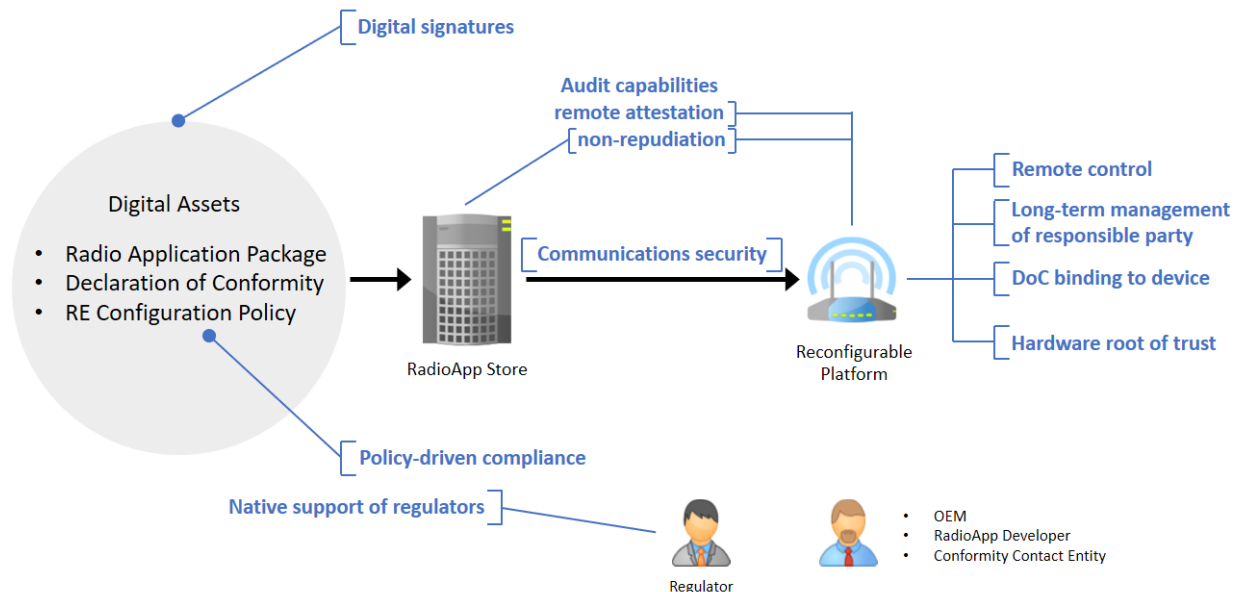 Digital signatures
Audit capabilities
remote attestation
non-repudiation
Digital Assets
• Radio Application Package
• Declaration of Conformity
• RE Configuration Policy
Communications security
RadioApp Store
Reconfigurable
Platform
Remote control
Long-term management
of responsible party
DoC binding to device
Hardware root of trust
Policy-driven compliance
Native support of regulators
Regulator
• OEM
• RadioApp Developer
• Conformity Contact Entity